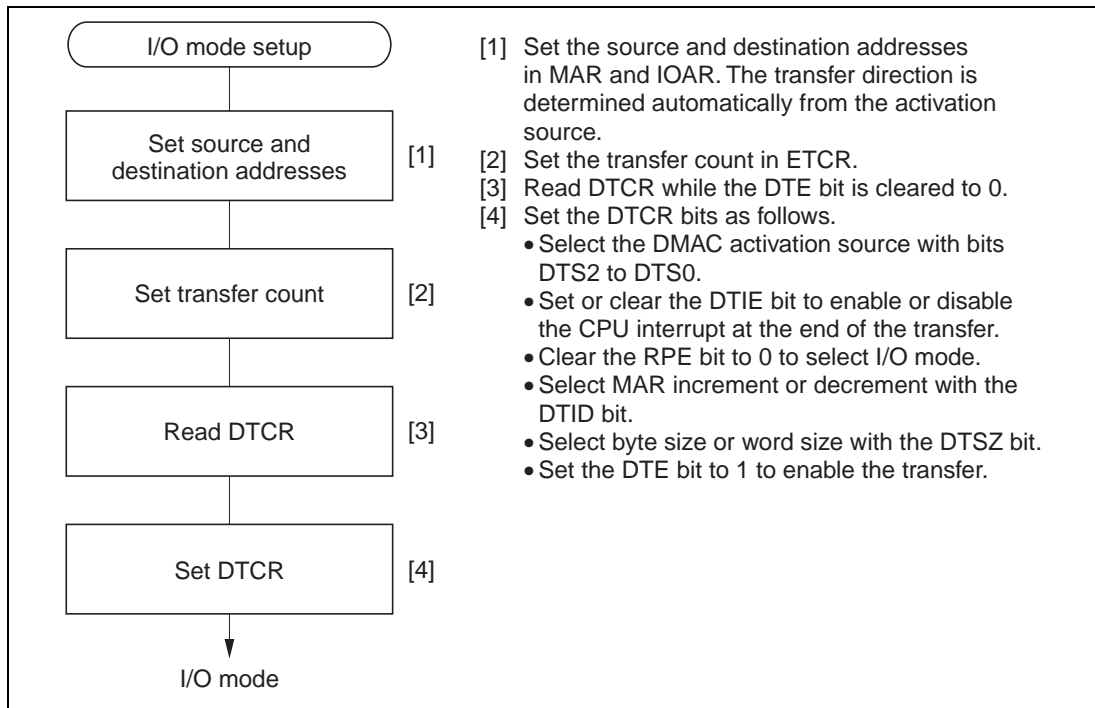 I/O mode setup
Set source and
destination addresses
[1]
Set transfer count
[2]
Read DTCR
[3]
Set DTCR
[4]
I/O mode
[1] Set the source and destination addresses
in MAR and IOAR. The transfer direction is
determined automatically from the activation
source.
[2] Set the transfer count in ETCR.
[3] Read DTCR while the DTE bit is cleared to 0.
[4] Set the DTCR bits as follows.
• Select the DMAC activation source with bits
DTS2 to DTS0.
• Set or clear the DTIE bit to enable or disable
the CPU interrupt at the end of the transfer.
• Clear the RPE bit to 0 to select I/O mode.
• Select MAR increment or decrement with the
DTID bit.
• Select byte size or word size with the DTSZ bit.
• Set the DTE bit to 1 to enable the transfer.